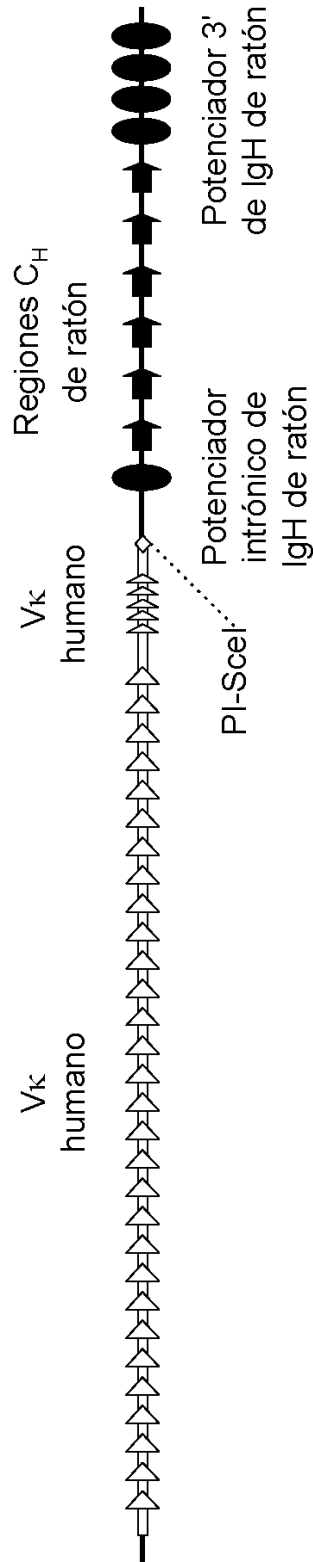 Vκ
humano
Vκ
humano
Regiones C_H
de ratón
PI-SceI
Potenciador
intrónico de
IgH de ratón
Potenciador 3'
de IgH de ratón